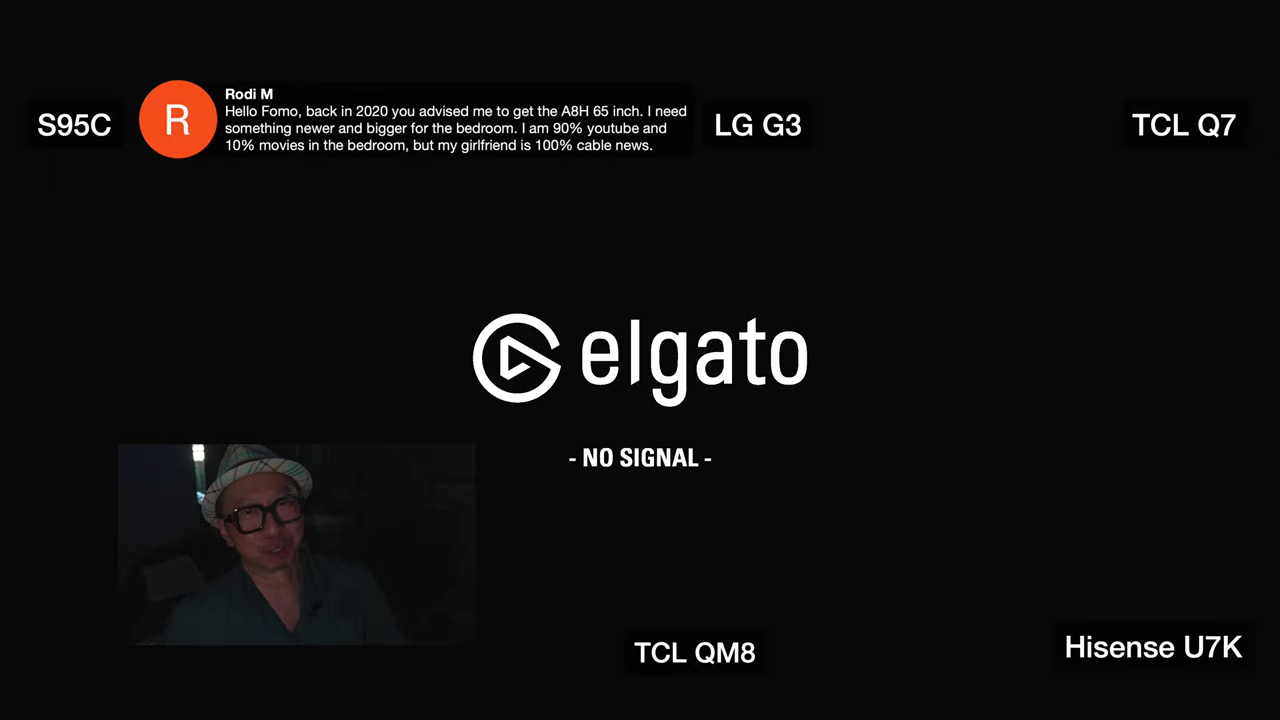 S95C
R
Rodi M
Hello Fomo, back in 2020 you advised me to get the A8H 65 inch. I need
something newer and bigger for the bedroom. I am 90% youtube and
10% movies in the bedroom, but my girlfriend is 100% cable news.
LG G3
TCL Q7
elgato
- NO SIGNAL -
TCL QM8
Hisense U7K